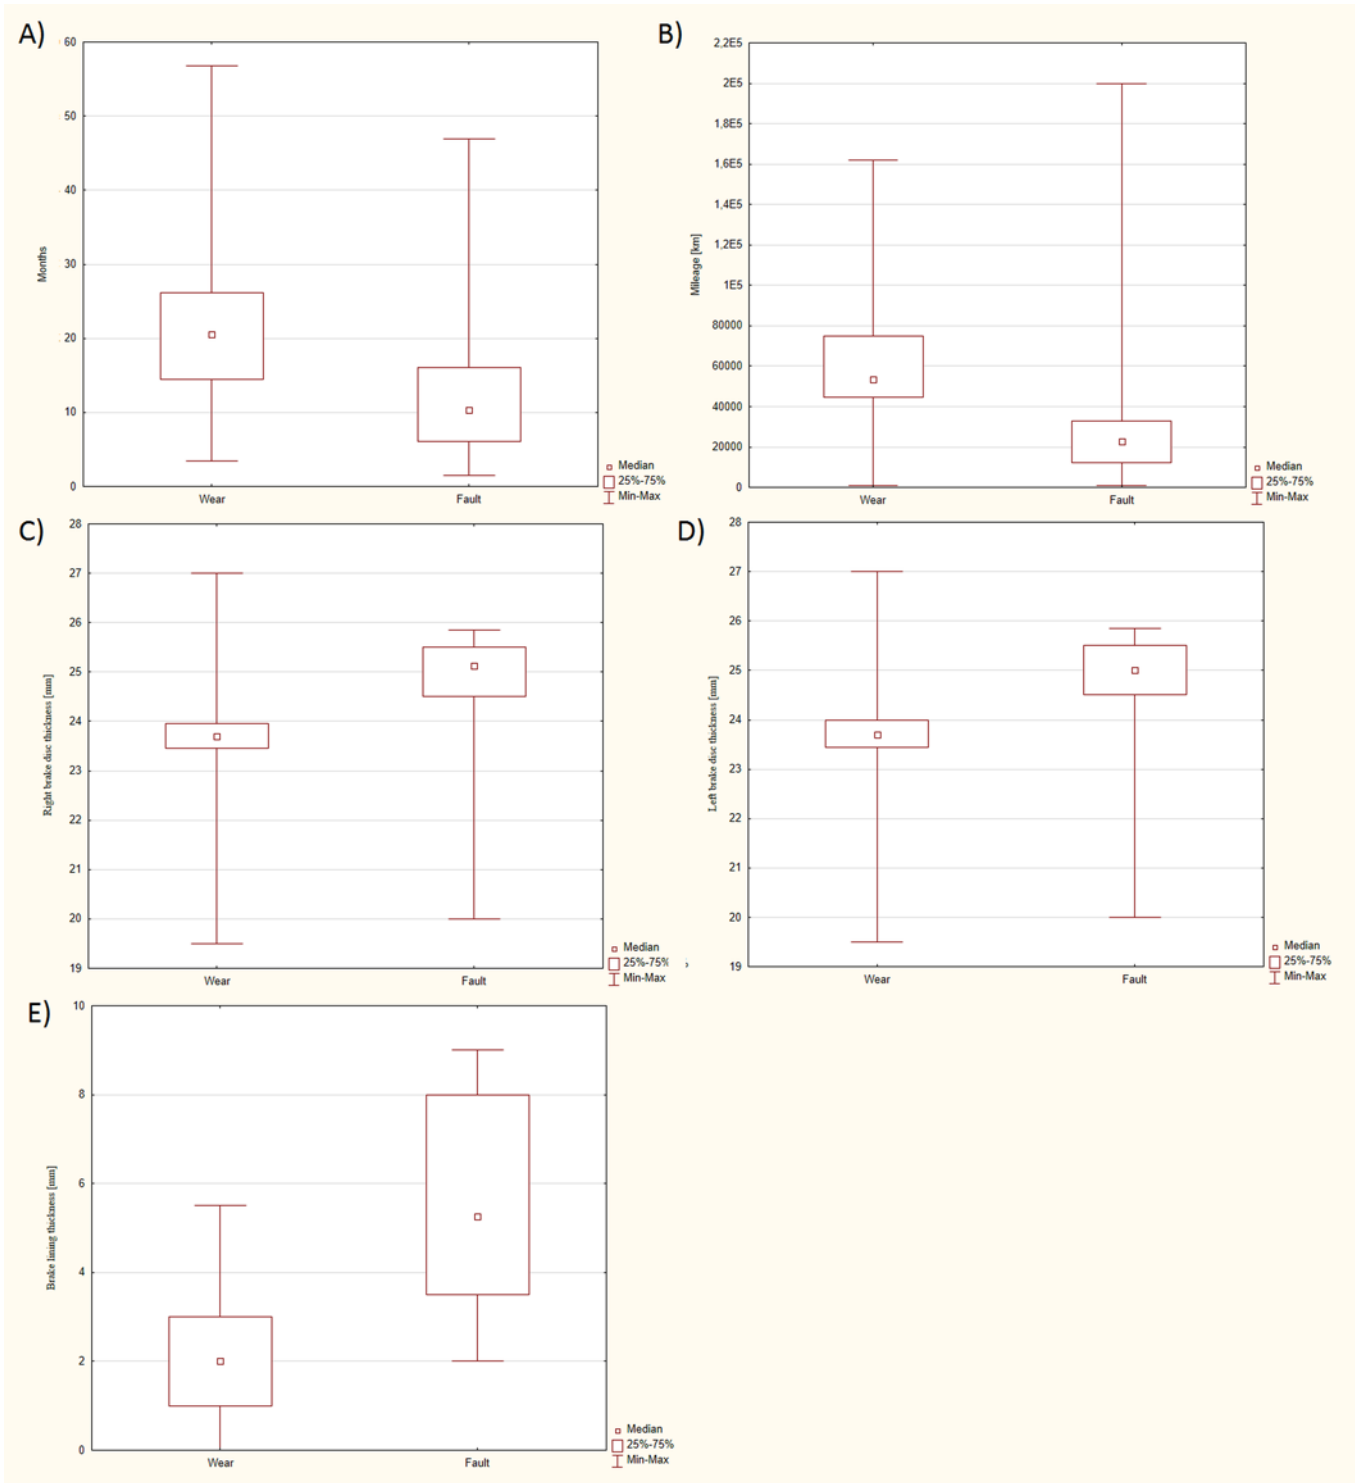 A)
60
50
40
30
20
10
0
Months
Wear
Fault
Median
25%-75%
Min-Max
B)
2,2E5
2E5
1,8E5
1,6E5
1,4E5
1,2E5
1E5
80000
60000
40000
20000
0
Mileage [km]
Wear
Fault
Median
25%-75%
Min-Max
C)
28
27
26
25
24
23
22
21
20
19
Right brake disc thickness [mm]
Wear
Fault
Median
25%-75%
Min-Max
D)
28
27
26
25
24
23
22
21
20
19
Left brake disc thickness [mm]
Wear
Fault
Median
25%-75%
Min-Max
E)
10
8
6
4
2
0
Brake lining thickness [mm]
Wear
Fault
Median
25%-75%
Min-Max